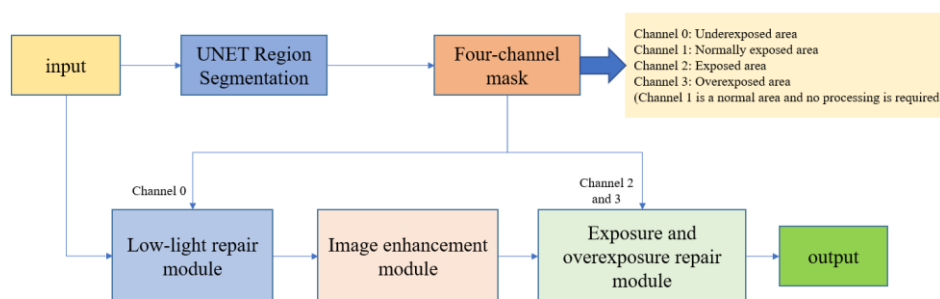 input
UNET Region
Segmentation
Four-channel
mask
Channel 0: Underexposed area
Channel 1: Normally exposed area
Channel 2: Exposed area
Channel 3: Overexposed area
(Channel 1 is a normal area and no processing is required
Channel 0
Channel 2
and 3
Low-light repair
module
Image enhancement
module
Exposure and
overexposure repair
module
output